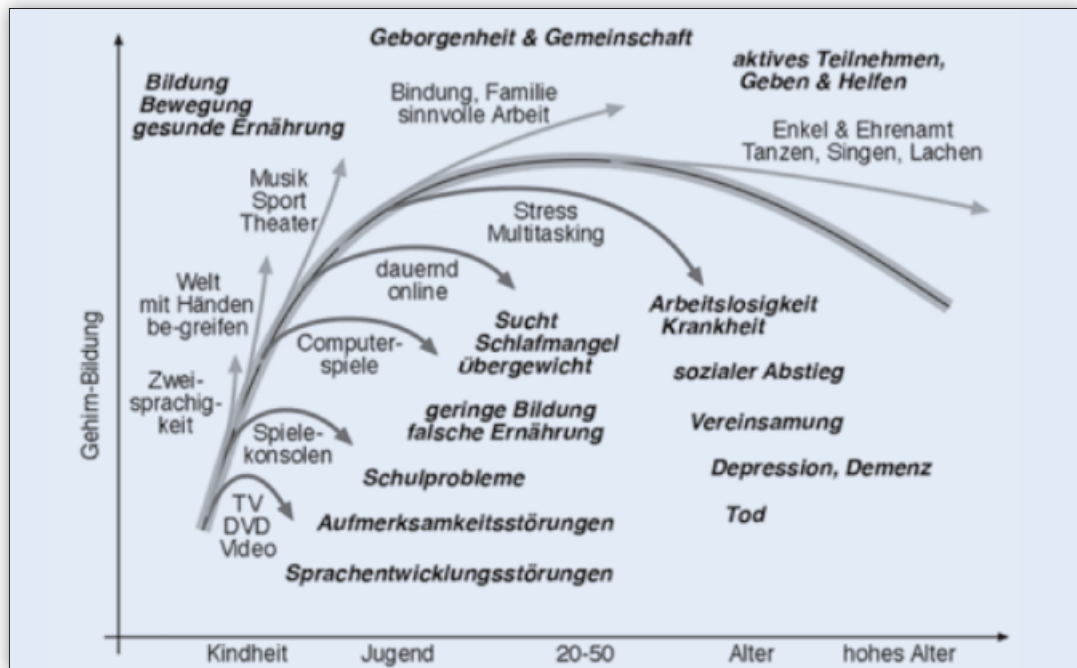 Geborgenheit & Gemeinschaft
aktives Teilnehmen,
Geben & Helfen
Bildung
Bewegung
gesunde Ernährung
Bindung, Familie
sinnvolle Arbeit
Enkel & Ehrenamt
Tanzen, Singen, Lachen
Musik
Sport
Theater
Stress
Multitasking
Welt
mit Händen
be-greifen
dauernd
online
Arbeitslosigkeit
Krankheit
Sucht
Schlafmangel
übergewicht
Computer-
spiele
Zwei-
sprachig-
keit
sozialer Abstieg
geringe Bildung
falsche Ernährung
Vereinsamung
Spiele-
konsolen
Schulprobleme
Depression, Demenz
TV
DVD
Video
Aufmerksamkeitsstörungen
Tod
Sprachentwicklungsstörungen
Gehirn-Bildung
Kindheit
Jugend
20-50
Alter
hohes Alter